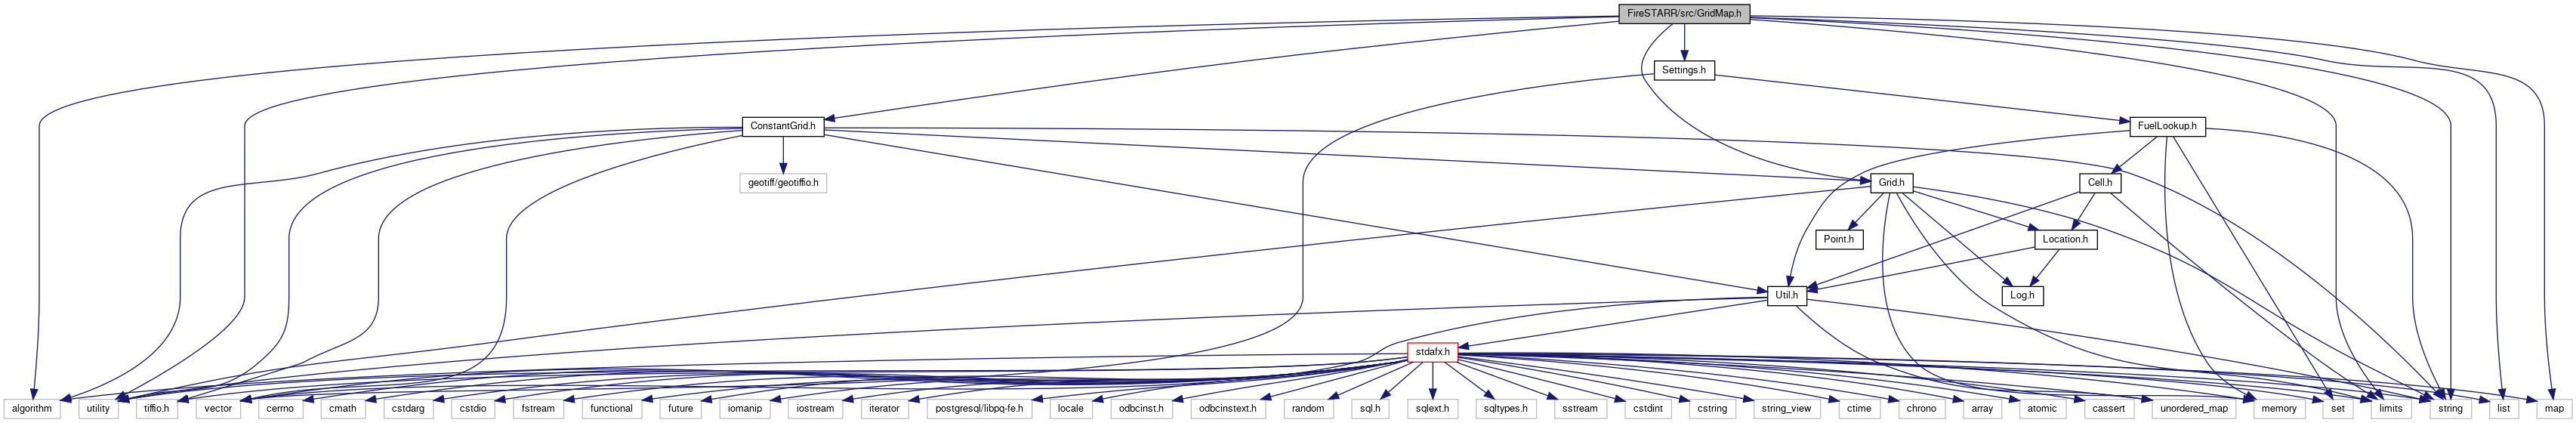 FireSTARR/src/GridMap.h
Settings.h
ConstantGrid.h
FuelLookup.h
geotiff/geotiffio.h
Grid.h
Cell.h
Point.h
Location.h
Util.h
Log.h
stdafx.h
algorithm
utility
tiffio.h
vector
cerrno
cmath
cstdarg
cstdio
fstream
functional
future
iomanip
iostream
iterator
postgresql/libpq-fe.h
locale
odbcinst.h
odbcinstext.h
random
sql.h
sqlext.h
sqltypes.h
sstream
cstdint
cstring
string_view
ctime
chrono
array
atomic
cassert
unordered_map
memory
set
limits
string
list
map